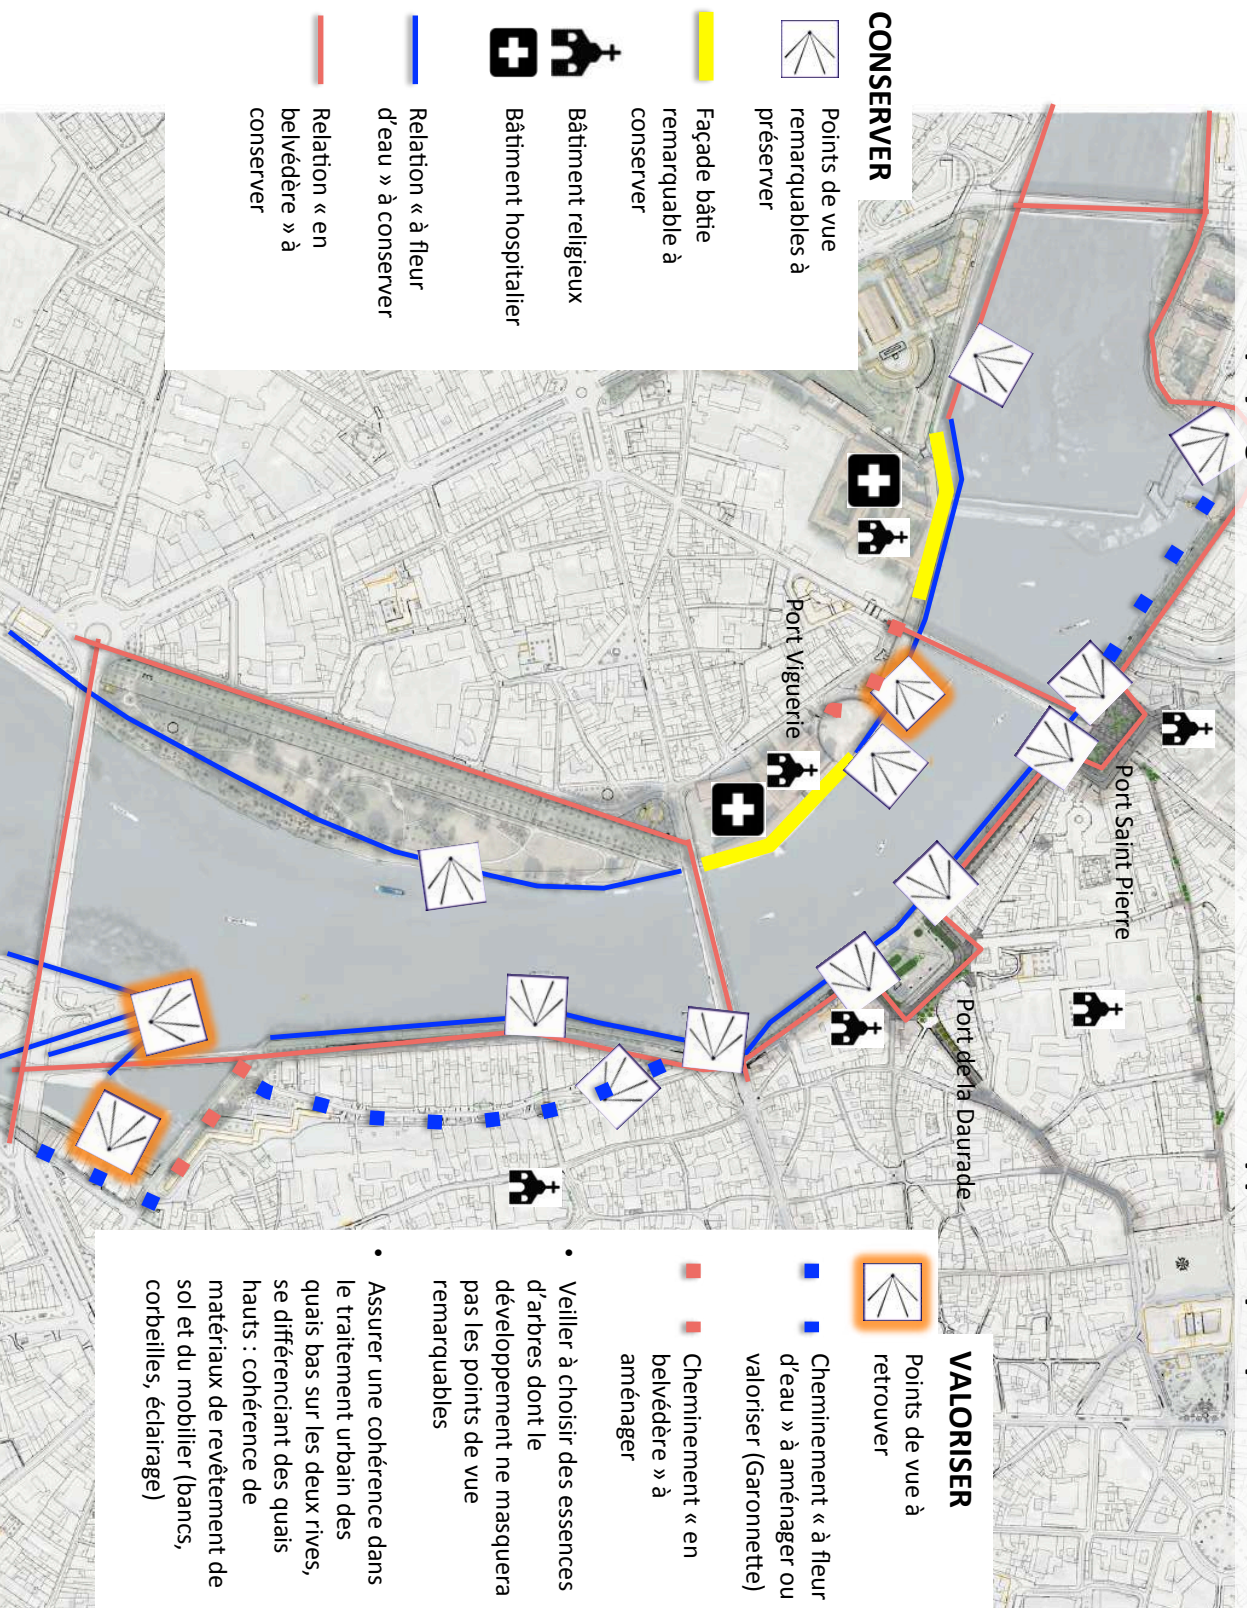 CONSERVER
Points de vue
remarquables à
préserver
Façade bâtie
remarquable à
conserver
Bâtiment religieux
Bâtiment hospitalier
Relation « à fleur
d'eau » à conserver
Relation « en
belvédère » à
conserver
Port Viguerie
Port Saint Pierre
Port de la Daurade
VALORISER
Points de vue à
retrouver
Cheminement « à fleur
d'eau » à aménager ou
valoriser (Garonnette)
Cheminement « en
belvédère » à
aménager
• Veiller à choisir des essences
d'arbres dont le
développement ne masquera
pas les points de vue
remarquables
• Assurer une cohérence dans
le traitement urbain des
quais bas sur les deux rives,
se différenciant des quais
hauts : cohérence de
matériaux de revêtement de
sol et du mobilier (bancs,
corbeilles, éclairage)